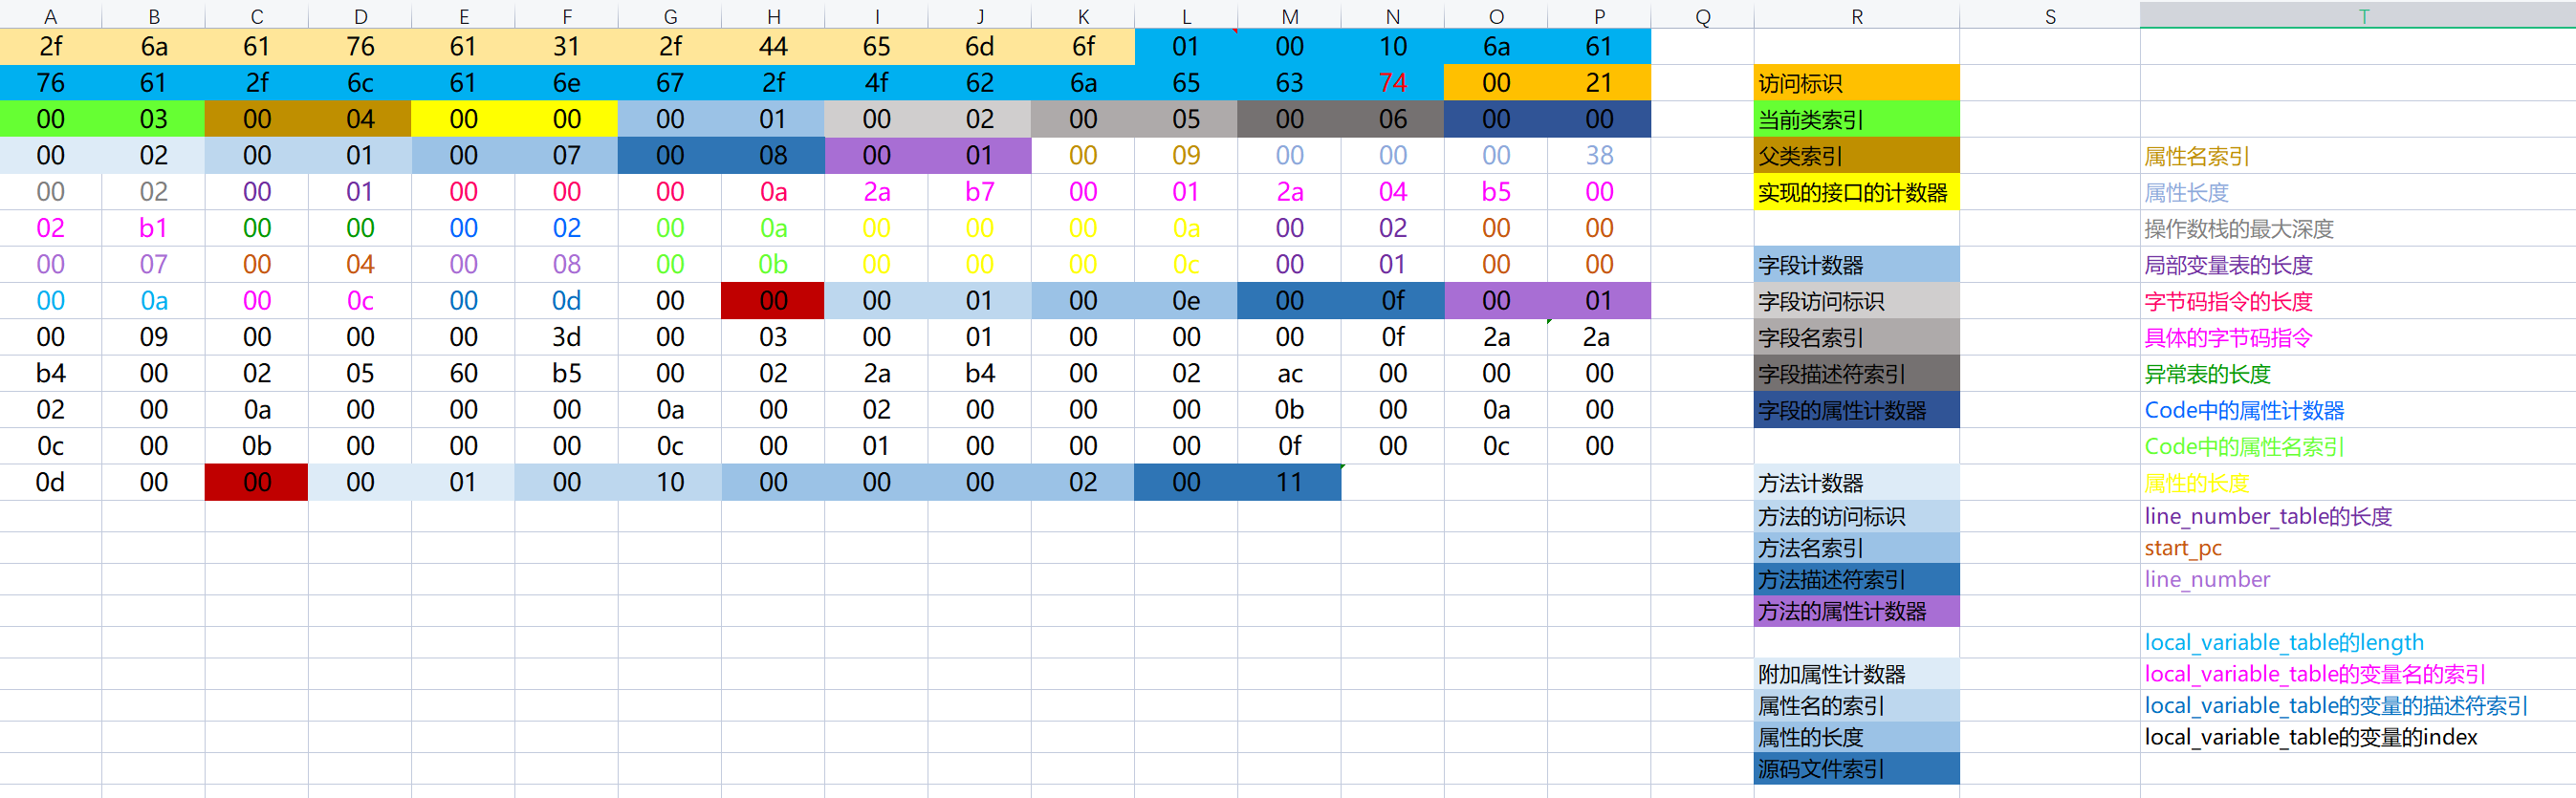 A B C D E F G H I J K L M N O P Q R S T
2f 6a 61 76 61 31 2f 44 65 6d 6f 01 00 10 6a 61
76 61 2f 6c 61 6e 67 2f 4f 62 6a 65 63 74 00 21 访问标识
00 03 00 04 00 00 00 01 00 02 00 05 00 06 00 00 当前类索引
00 02 00 01 00 07 00 08 00 01 00 09 00 00 00 38 父类索引 属性名索引
00 02 00 01 00 00 00 0a 2a b7 00 01 2a 04 b5 00 实现的接口的计数器 属性长度
02 b1 00 00 00 02 00 0a 00 00 00 0a 00 02 00 00 操作数栈的最大深度
00 07 00 04 00 08 00 0b 00 00 00 0c 00 01 00 00 字段计数器 局部变量表的长度
00 0a 00 0c 00 0d 00 00 00 01 00 0e 00 0f 00 01 字段访问标识 字节码指令的长度
00 09 00 00 00 3d 00 03 00 01 00 00 00 0f 2a 2a 字段名索引 具体的字节码指令
b4 00 02 05 60 b5 00 02 2a b4 00 02 ac 00 00 00 字段描述符索引 异常表的长度
02 00 0a 00 00 00 0a 00 02 00 00 00 0b 00 0a 00 字段的属性计数器 Code中的属性计数器
0c 00 0b 00 00 00 0c 00 01 00 00 00 0f 00 0c 00 Code中的属性名索引
0d 00 00 00 01 00 10 00 00 00 02 00 11 方法计数器 属性的长度
方法的访问标识 line_number_table的长度
方法名索引 start_pc
方法描述符索引 line_number
方法的属性计数器
local_variable_table的length
附加属性计数器 local_variable_table的变量名的索引
属性名的索引 local_variable_table的变量的描述符索引
属性的长度 local_variable_table的变量的index
源码文件索引